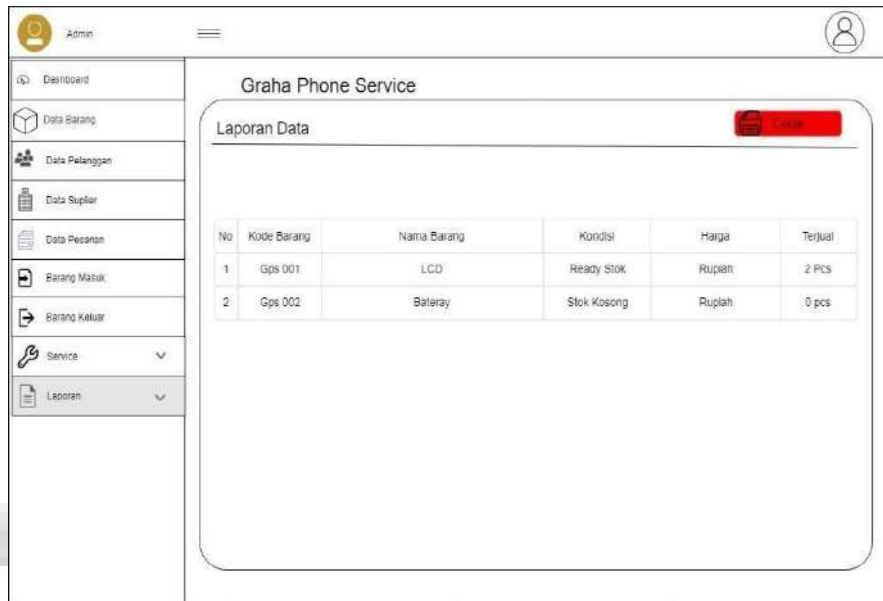 Admin
Dashboard
Data Barang
Data Pelanggan
Data Suplier
Data Pesanan
Barang Masuk
Barang Keluar
Service
Laporan
Graha Phone Service
Laporan Data
Cetak
No Kode Barang Nama Barang Kondisi Harga Terjual
1 Gps 001 LCD Ready Stok Rupiah 2 Pcs
2 Gps 002 Bateray Stok Kosong Rupiah 0 pcs